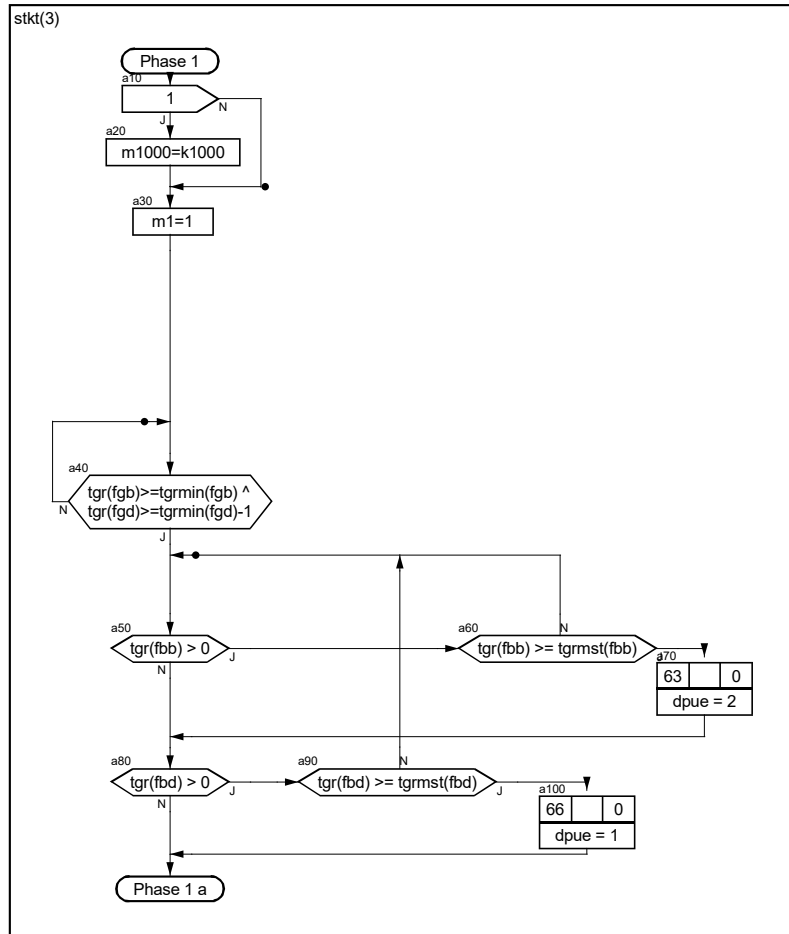 stkt(3)
Phase 1
a10
1
N
J
a20
m1000=k1000
a30
m1=1
a40
tgr(fgb)>=tgrmin(fgb) ^
tgr(fgd)>=tgrmin(fgd)-1
N
J
a50
tgr(fbb) > 0
J
N
a60
N
tgr(fbb) >= tgrmst(fbb)
J
a70
63 0
dpue = 2
a80
tgr(fbd) > 0
J
N
a90
N
tgr(fbd) >= tgrmst(fbd)
J
a100
66 0
dpue = 1
Phase 1 a